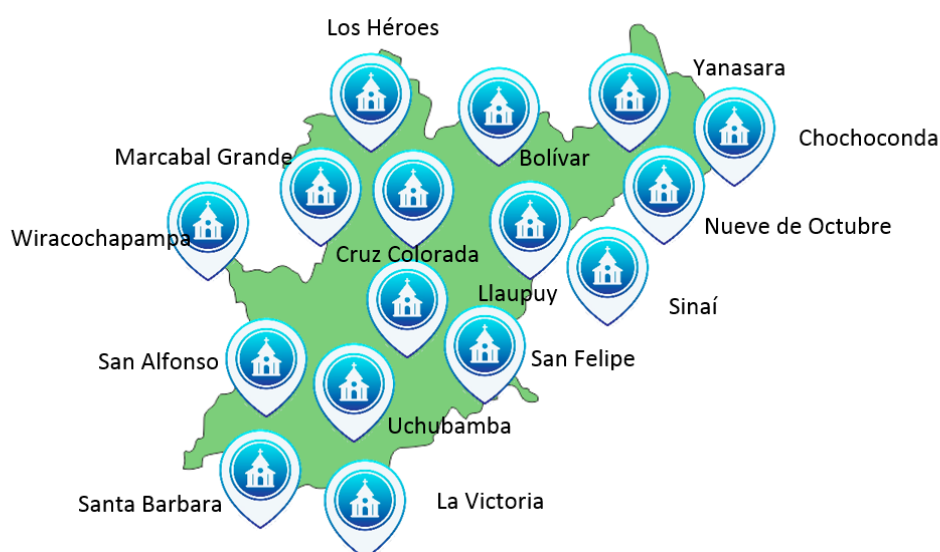 Los Héroes
Yanasara
Chochoconda
Marcabal Grande
Bolívar
Nueve de Octubre
Wiracochapampa
Cruz Colorada
Llaupuy
Sinaí
San Alfonso
San Felipe
Uchubamba
Santa Barbara
La Victoria